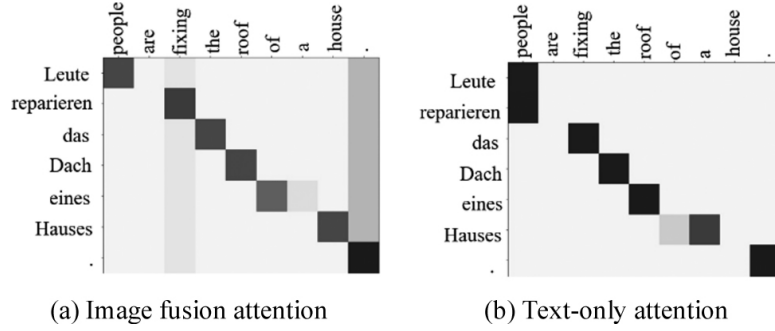 people are fixing the roof of a house .
Leute
reparieren
das
Dach
eines
Hauses
.
(a) Image fusion attention
people are fixing the roof of a house .
Leute
reparieren
das
Dach
eines
Hauses
.
(b) Text-only attention